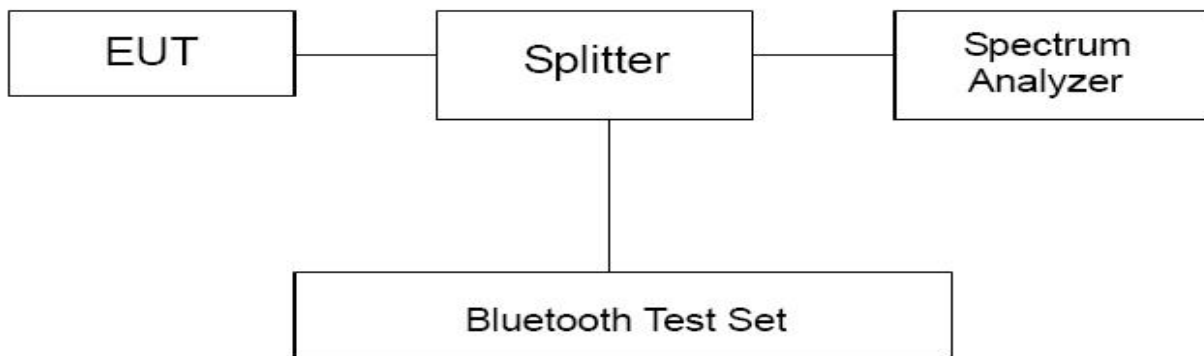 EUT
Splitter
Spectrum
Analyzer
Bluetooth Test Set